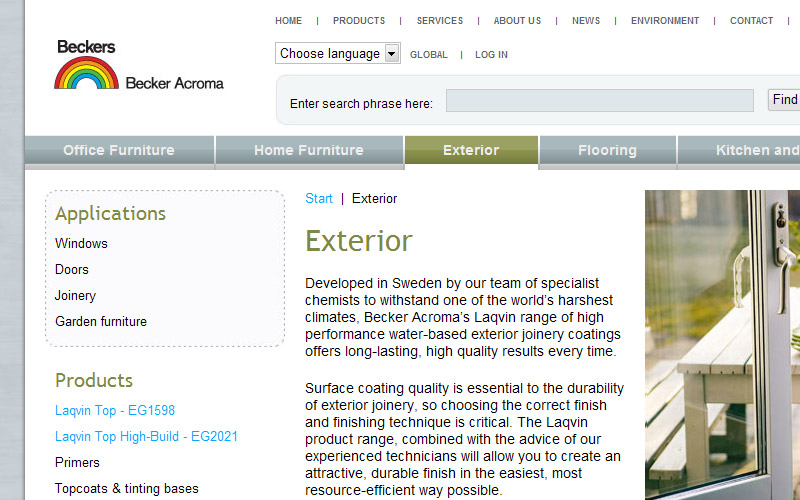 HOME | PRODUCTS | SERVICES | ABOUT US | NEWS | ENVIRONMENT | CONTACT |
Beckers
Becker Acroma
Choose language GLOBAL | LOG IN
Enter search phrase here: Find
Office Furniture Home Furniture Exterior Flooring Kitchen and
Applications
Windows
Doors
Joinery
Garden furniture
Products
Laqvin Top - EG1598
Laqvin Top High-Build - EG2021
Primers
Topcoats & tinting bases
Start | Exterior
Exterior
Developed in Sweden by our team of specialist
chemists to withstand one of the world's harshest
climates, Becker Acroma's Laqvin range of high
performance water-based exterior joinery coatings
offers long-lasting, high quality results every time.
Surface coating quality is essential to the durability
of exterior joinery, so choosing the correct finish
and finishing technique is critical. The Laqvin
product range, combined with the advice of our
experienced technicians will allow you to create an
attractive, durable finish in the easiest, most
resource-efficient way possible.